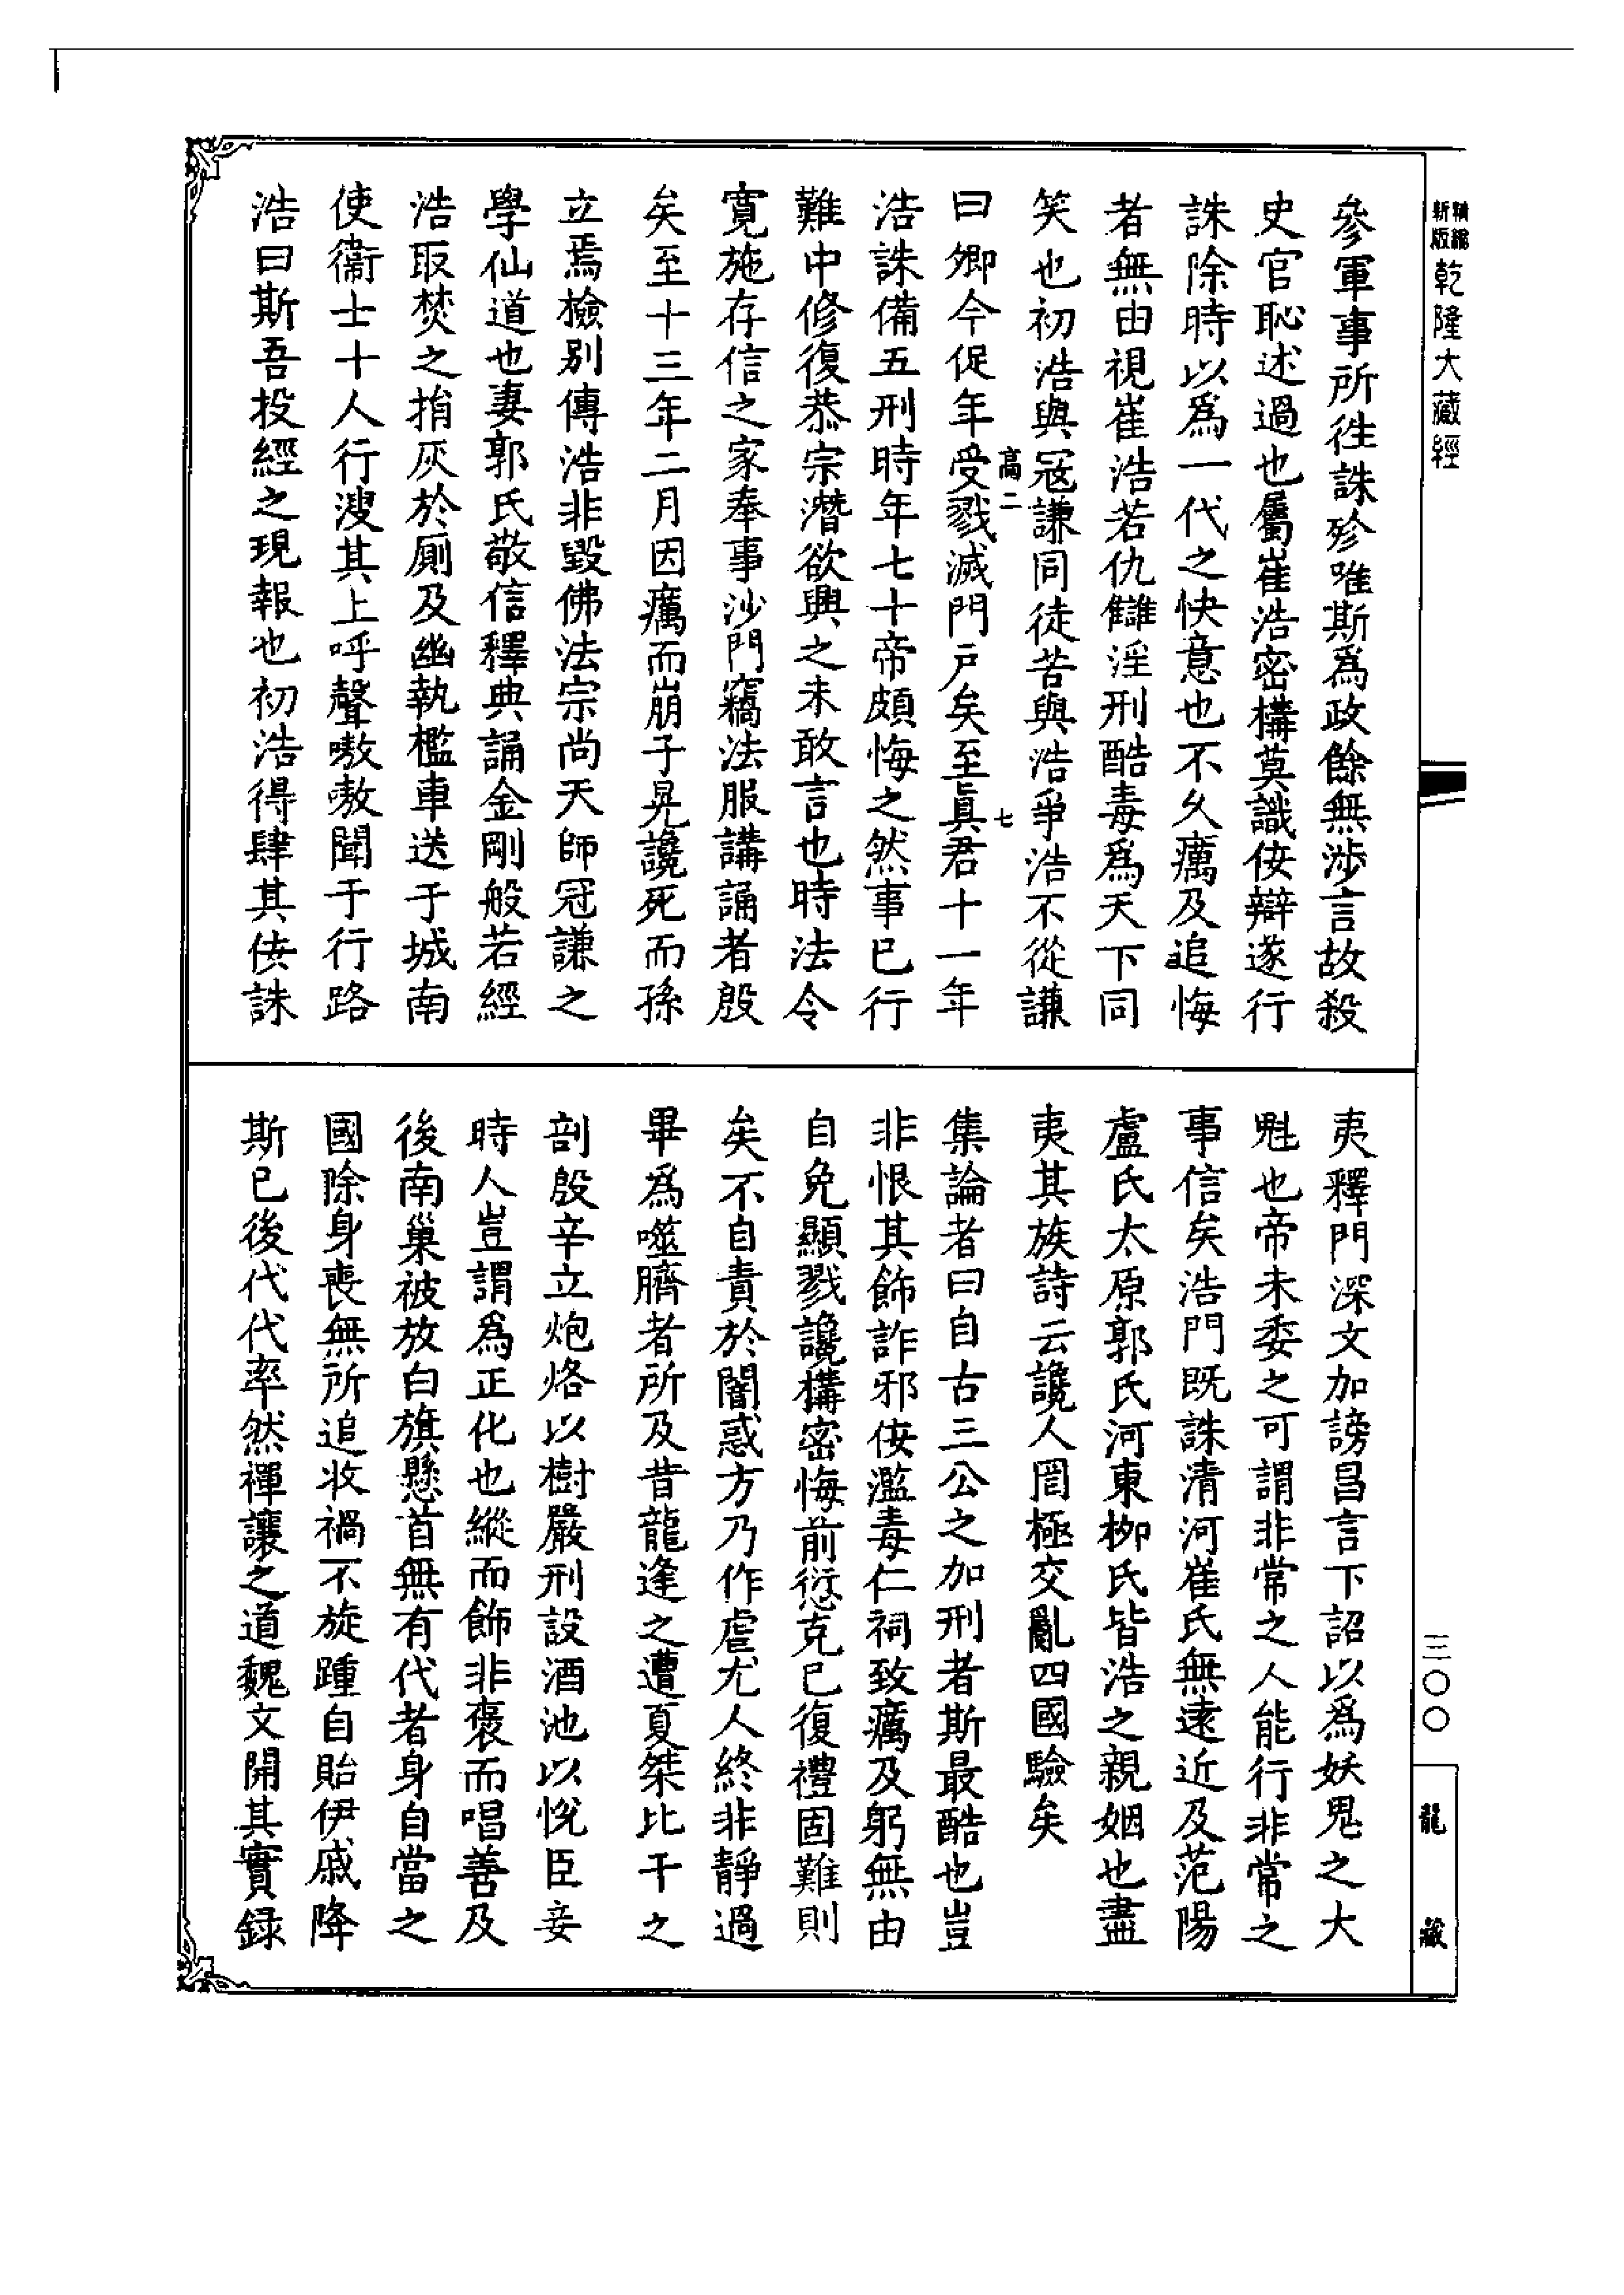 精縮
新版
乾隆大藏經
參軍事所徃誅殄唯斯爲政餘無涉言故殺
史官恥述過也屬崔浩密構莫識佞辯遂行
誅除時以爲一代之快意也不久癘及追悔
者無由視崔浩若仇讎淫刑酷毒爲天下同
笑也初浩與冦謙同徒苦與浩爭浩不從謙
高二
七
曰卿今促年受戮滅門戶矣至眞君十一年
浩誅備五刑時年七十帝頗悔之然事已行
難中修復恭宗潛欲興之未敢言也時法令
寛施存信之家奉事沙門竊法服講誦者殷
矣至十三年二月因癘而崩子晃讒死而孫
立焉檢别傳浩非毀佛法宗尚天師冦謙之
學仙道也妻郭氏敬信釋典誦金剛般若經
浩取焚之捎灰於厠及幽執檻車送于城南
使衞士十人行溲其上呼聲嗷嗷聞于行路
浩曰斯吾投經之現報也初浩得肆其佞誅
夷釋門深文加謗昌言下詔以爲妖鬼之大
魁也帝未委之可謂非常之人能行非常之
事信矣浩門既誅清河崔氏無逺近及范陽
盧氏太原郭氏河東栁氏皆浩之親姻也盡
夷其族詩云讒人罔極交亂四國驗矣
集論者曰自古三公之加刑者斯最酷也豈
非恨其飾詐邪佞濫毒仁祠致癘及躬無由
自免顯戮讒構密悔前愆克已復禮固難則
矣不自責於闇惑方乃作虐尤人終非靜過
畢爲噬臍者所及昔龍逢之遭夏桀比干之
剖殷辛立炮烙以樹嚴刑設酒池以悅臣妾
時人豈謂爲正化也縱而飾非褒而唱善及
後南巢被放白旗懸首無有代者身自當之
國除身喪無所追收禍不旋踵自貽伊戚降
斯已後代代率然禪讓之道魏文開其實録
三〇〇
龍藏